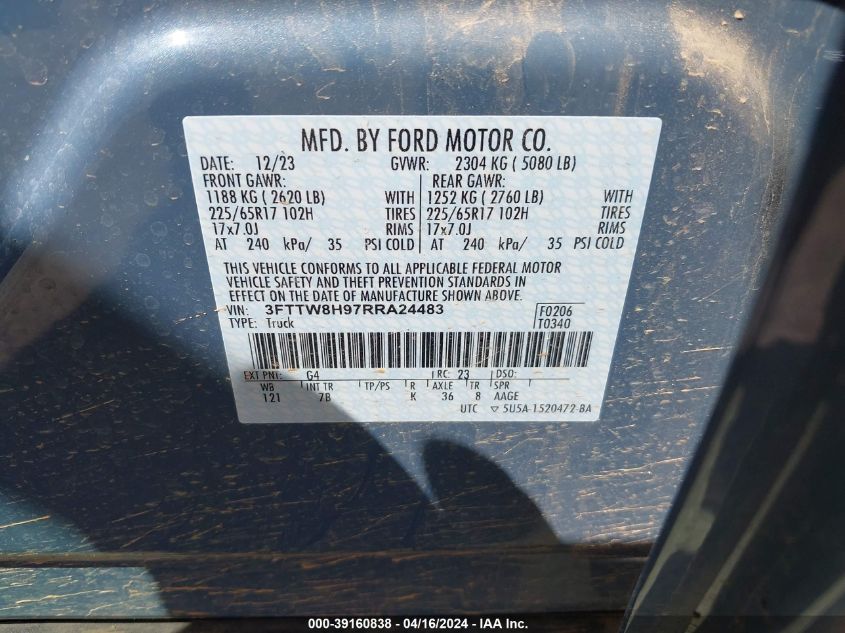 MFD. BY FORD MOTOR CO.
DATE: 12/23 GVWR: 2304 KG ( 5080 LB)
FRONT GAWR: REAR GAWR:
1188 KG ( 2620 LB) WITH 1252 KG ( 2760 LB) WITH
225/65R17 102H TIRES 225/65R17 102H TIRES
17x7.0J RIMS 17x7.0J RIMS
AT 240 kPa/ 35 PSI COLD AT 240 kPa/ 35 PSI COLD
THIS VEHICLE CONFORMS TO ALL APPLICABLE FEDERAL MOTOR
VEHICLE SAFETY AND THEFT PREVENTION STANDARDS IN
EFFECT ON THE DATE OF MANUFACTURE SHOWN ABOVE.
VIN: 3FTTW8H97RRA24483 F0206
TYPE: Truck T0340
EXT PNT: G4 RC: 23 DSO:
WB INT TR TP/PS R AXLE TR SPR
121 7B K 36 8 AAGE
UTC 5U5A-1520472-BA
000-39160838 - 04/16/2024 - IAA Inc.